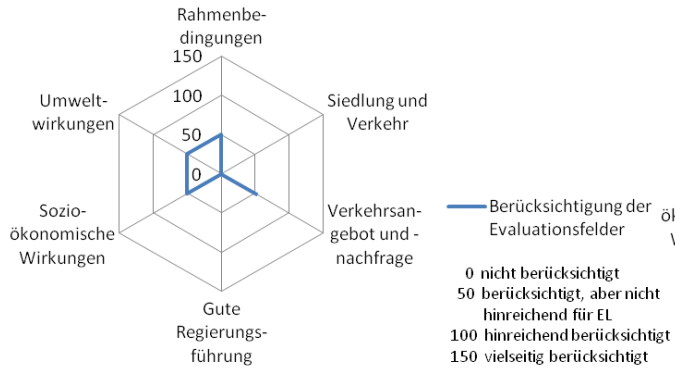 Rahmenbe-
dingungen
150
100
50
0
Siedlung und
Verkehr
Verkehrsan-
gebot und -
nachfrage
Gute
Regierungs-
führung
Sozio-
ökonomische
Wirkungen
Umwelt-
wirkungen
Berücksichtigung der
Evaluationsfelder
0 nicht berücksichtigt
50 berücksichtigt, aber nicht
hinreichend für EL
100 hinreichend berücksichtigt
150 vielseitig berücksichtigt